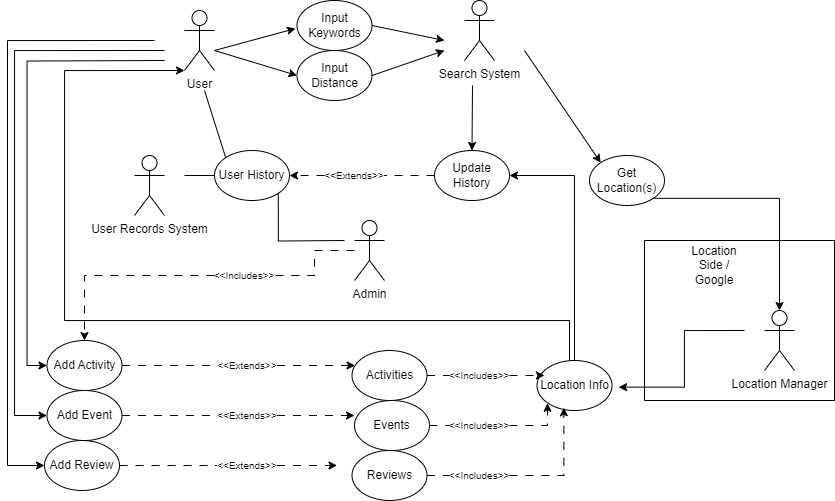 Input
Keywords
Input
Distance
User
Search System
User History
<<Extends>>
Update
History
Get
Location(s)
User Records System
Admin
<<Includes>>
Location
Side /
Google
Location Manager
Add Activity
<<Extends>>
Activities
<<Includes>>
Location Info
Add Event
<<Extends>>
Events
<<Includes>>
Add Review
<<Extends>>
Reviews
<<Includes>>